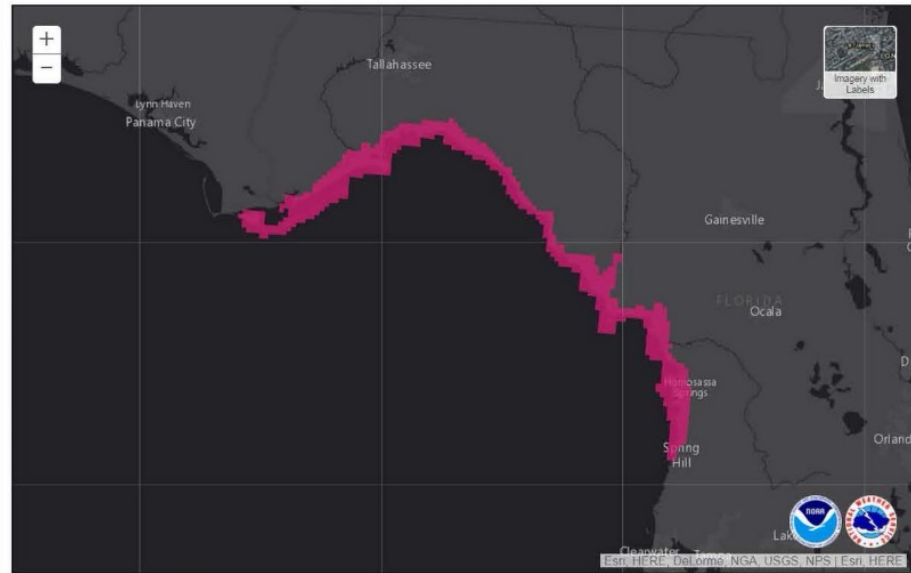 +
−
Tallahassee
Imagery with
Labels
Lynn Haven
Panama City
Gainesville
FLORIDA
Ocala
Homosassa
Springs
Orland
Spring
Hill
NOAA
Clearwater
Esri, HERE, DeLorme, NGA, USGS, NPS | Esri, HERE